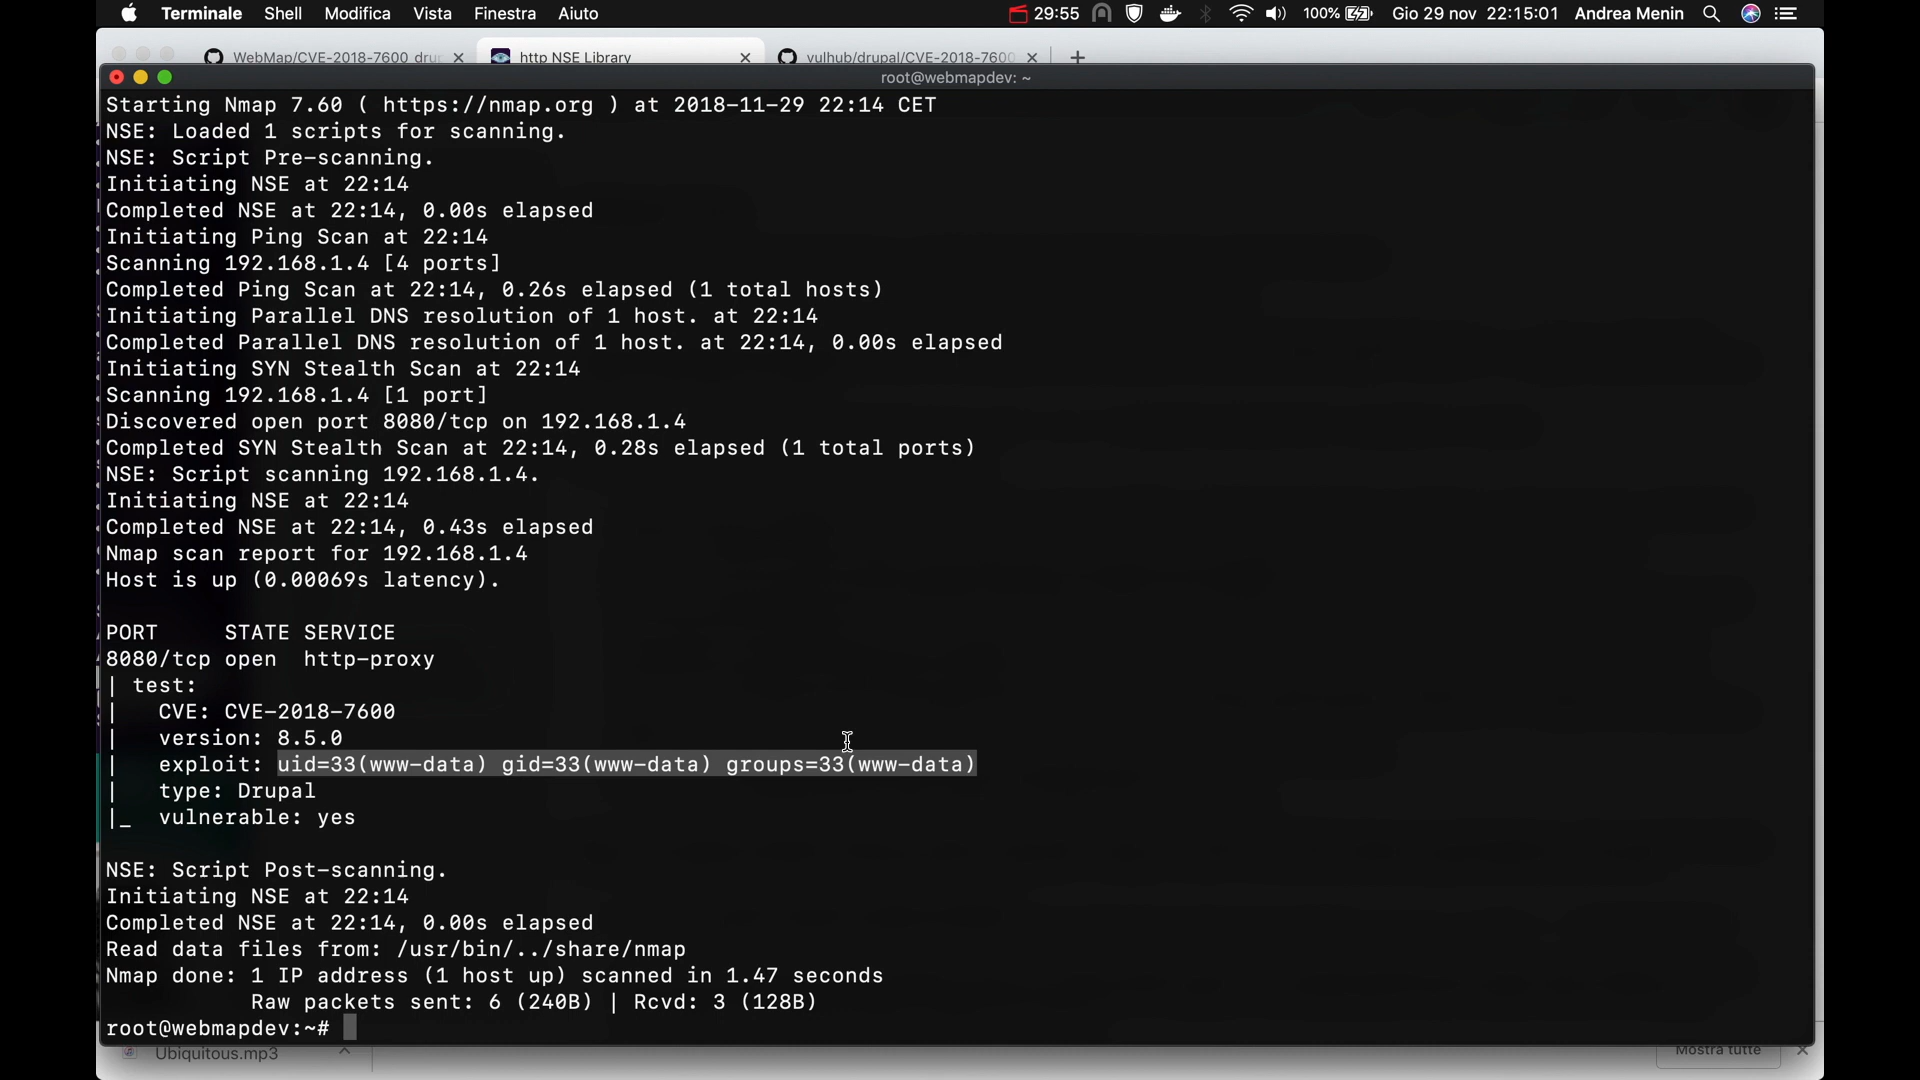 Terminale Shell Modifica Vista Finestra Aiuto 29:55 100% Gio 29 nov 22:15:01 Andrea Menin
WebMap/CVE-2018-7600_dru × http NSE Library × vulhub/drupal/CVE-2018-7600 × +
root@webmapdev: ~
Starting Nmap 7.60 ( https://nmap.org ) at 2018-11-29 22:14 CET
NSE: Loaded 1 scripts for scanning.
NSE: Script Pre-scanning.
Initiating NSE at 22:14
Completed NSE at 22:14, 0.00s elapsed
Initiating Ping Scan at 22:14
Scanning 192.168.1.4 [4 ports]
Completed Ping Scan at 22:14, 0.26s elapsed (1 total hosts)
Initiating Parallel DNS resolution of 1 host. at 22:14
Completed Parallel DNS resolution of 1 host. at 22:14, 0.00s elapsed
Initiating SYN Stealth Scan at 22:14
Scanning 192.168.1.4 [1 port]
Discovered open port 8080/tcp on 192.168.1.4
Completed SYN Stealth Scan at 22:14, 0.28s elapsed (1 total ports)
NSE: Script scanning 192.168.1.4.
Initiating NSE at 22:14
Completed NSE at 22:14, 0.43s elapsed
Nmap scan report for 192.168.1.4
Host is up (0.00069s latency).
PORT     STATE SERVICE
8080/tcp open  http-proxy
| test:
|   CVE: CVE-2018-7600
|   version: 8.5.0
|   exploit: uid=33(www-data) gid=33(www-data) groups=33(www-data)
|   type: Drupal
|_  vulnerable: yes
NSE: Script Post-scanning.
Initiating NSE at 22:14
Completed NSE at 22:14, 0.00s elapsed
Read data files from: /usr/bin/../share/nmap
Nmap done: 1 IP address (1 host up) scanned in 1.47 seconds
           Raw packets sent: 6 (240B) | Rcvd: 3 (128B)
root@webmapdev:~#
Ubiquitous.mp3 Mostra tutte ×